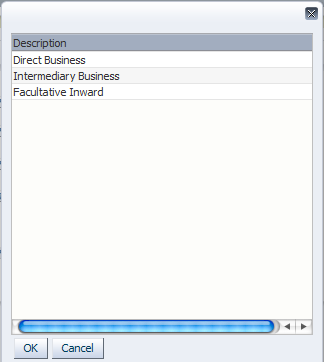 Description
Direct Business
Intermediary Business
Facultative Inward
OK Cancel